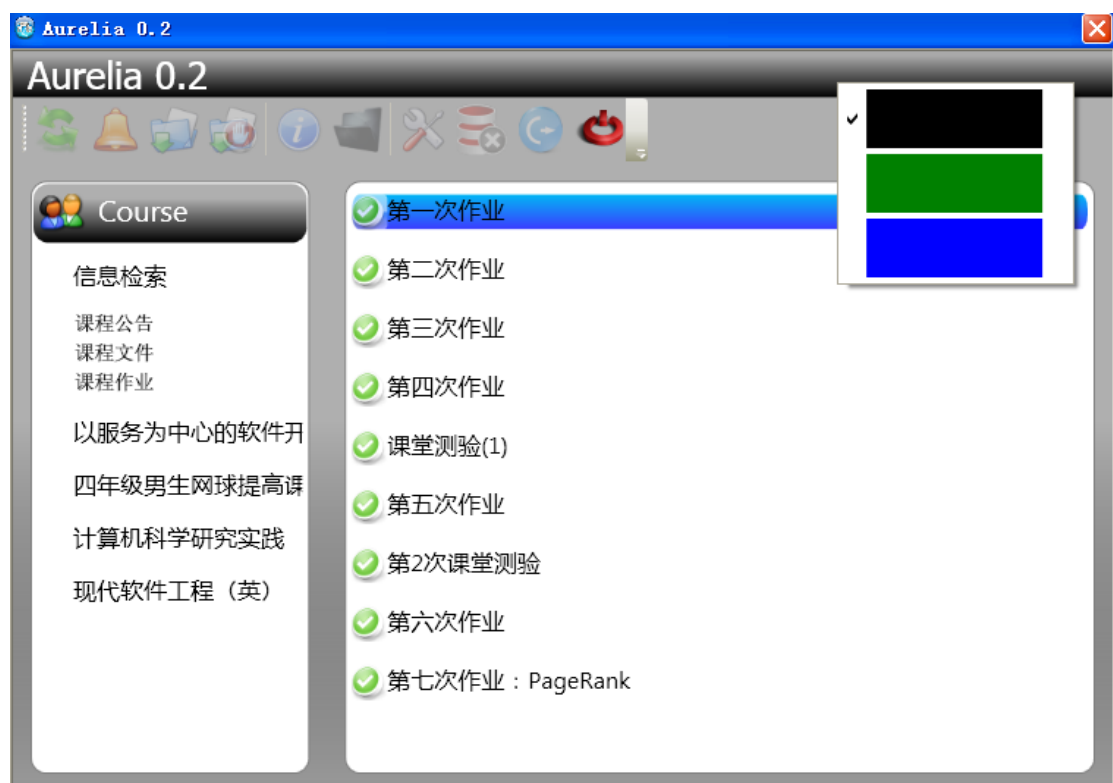 Aurelia 0.2
Aurelia 0.2
Course
信息检索
课程公告
课程文件
课程作业
以服务为中心的软件开
四年级男生网球提高课
计算机科学研究实践
现代软件工程（英）
第一次作业
第二次作业
第三次作业
第四次作业
课堂测验(1)
第五次作业
第2次课堂测验
第六次作业
第七次作业：PageRank